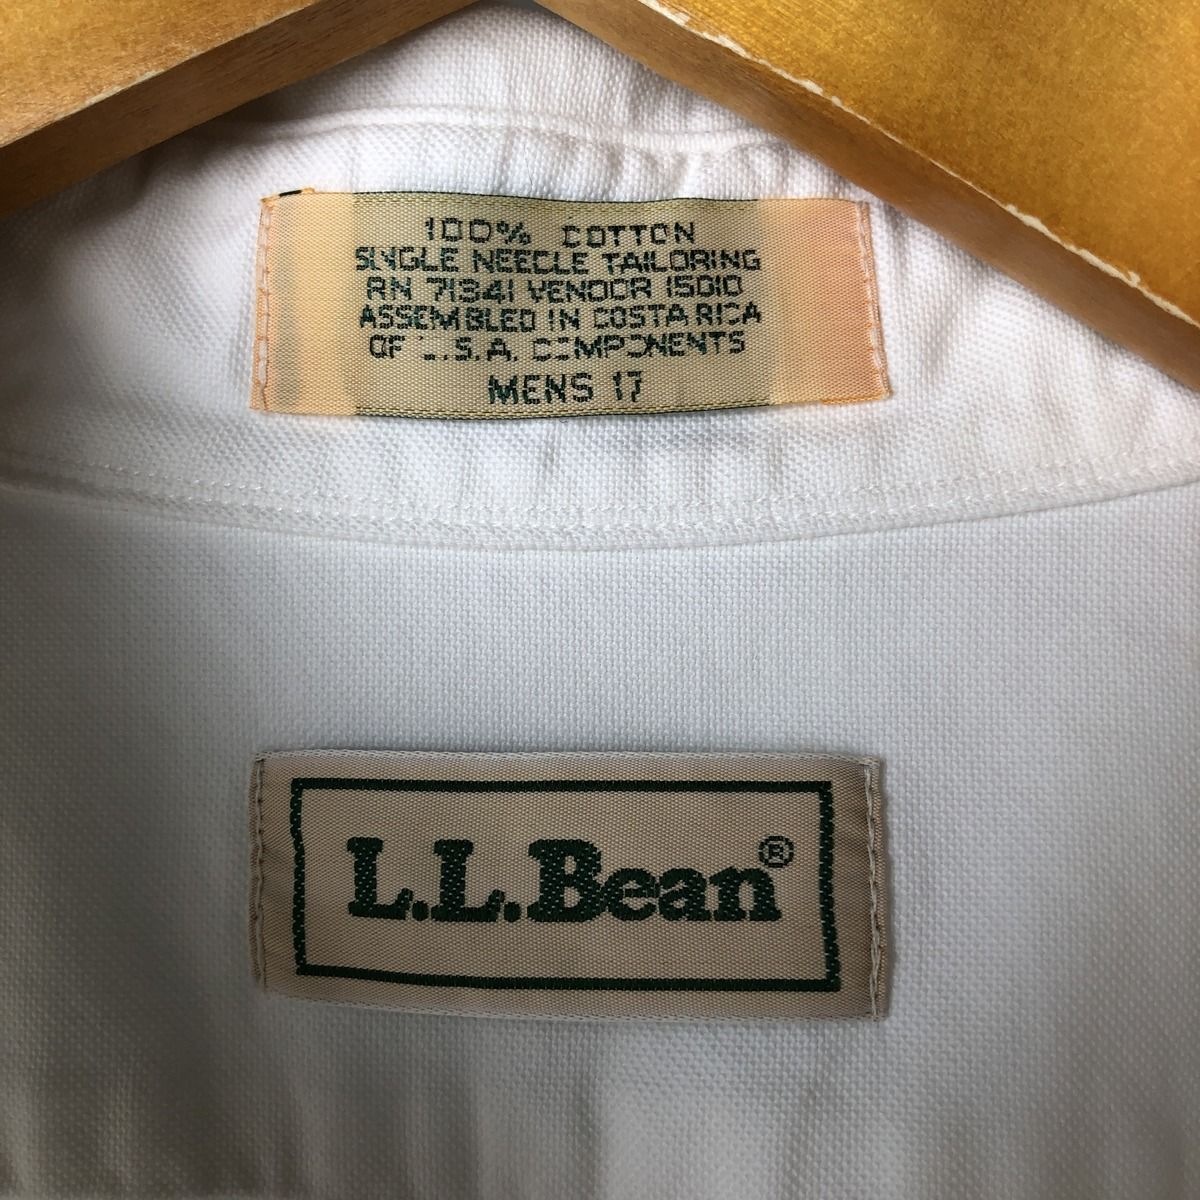 100% COTTON
SINGLE NEEDLE TAILORING
RN 71341 VENDOR 15010
ASSEMBLED IN COSTA RICA
OF U.S.A. COMPONENTS
MENS 17
L.L.Bean®